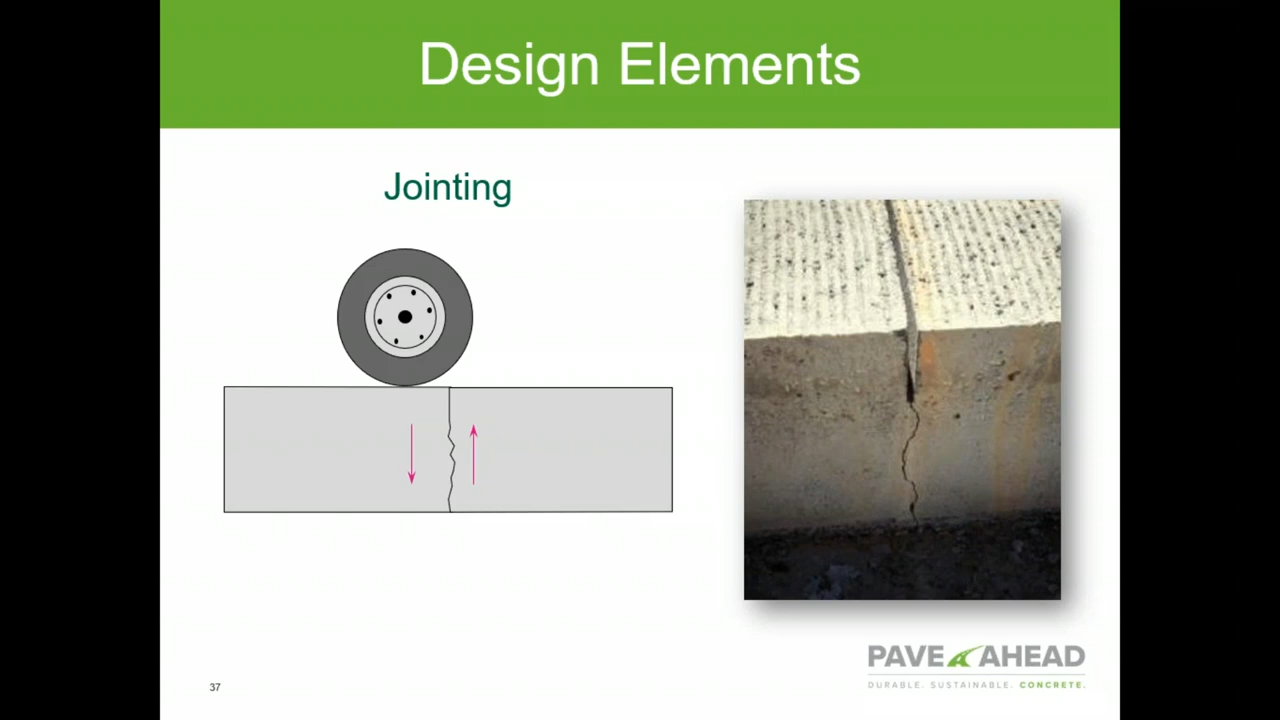 Design Elements
Jointing
PAVE AHEAD
DURABLE. SUSTAINABLE. CONCRETE.
37